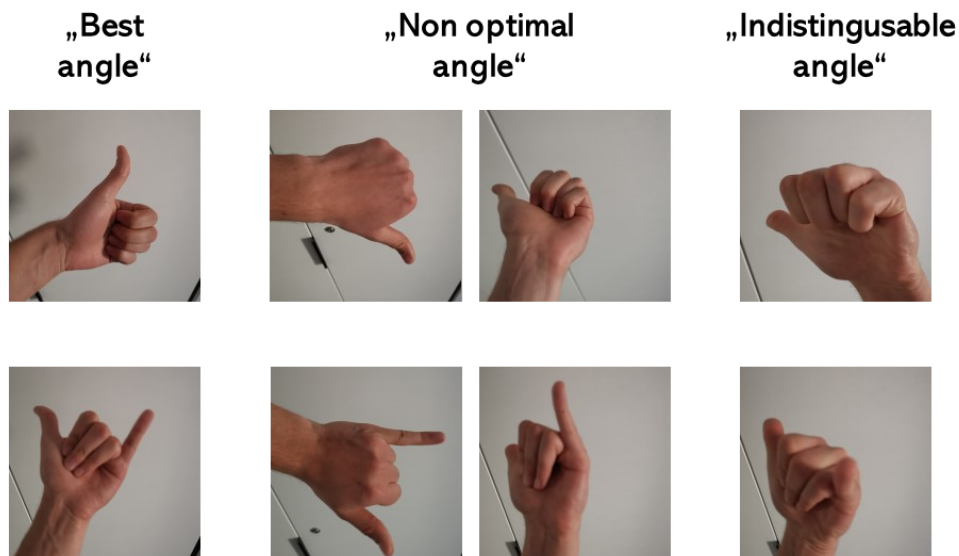 „Best
angle“
„Non optimal
angle“
„Indistingusable
angle“